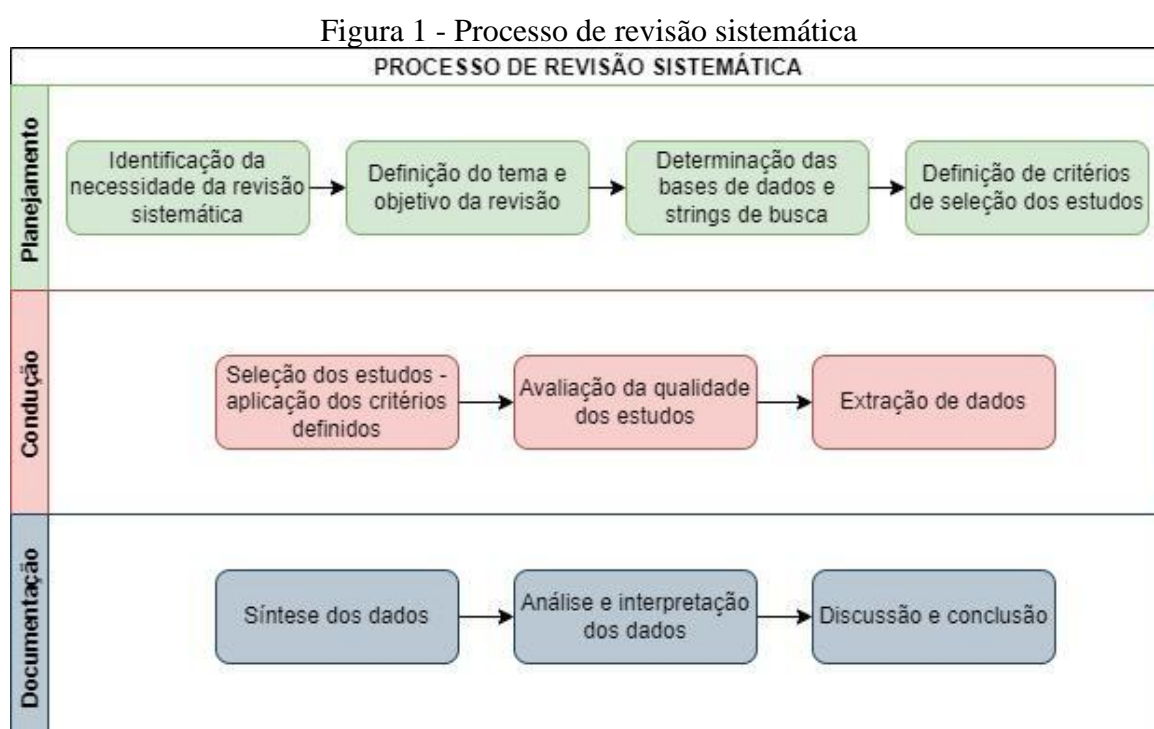 Figura 1 - Processo de revisão sistemática
PROCESSO DE REVISÃO SISTEMÁTICA
Planejamento
Identificação da
necessidade da revisão
sistemática
Definição do tema e
objetivo da revisão
Determinação das
bases de dados e
strings de busca
Definição de critérios
de seleção dos estudos
Condução
Seleção dos estudos -
aplicação dos critérios
definidos
Avaliação da qualidade
dos estudos
Extração de dados
Documentação
Síntese dos dados
Análise e interpretação
dos dados
Discussão e conclusão